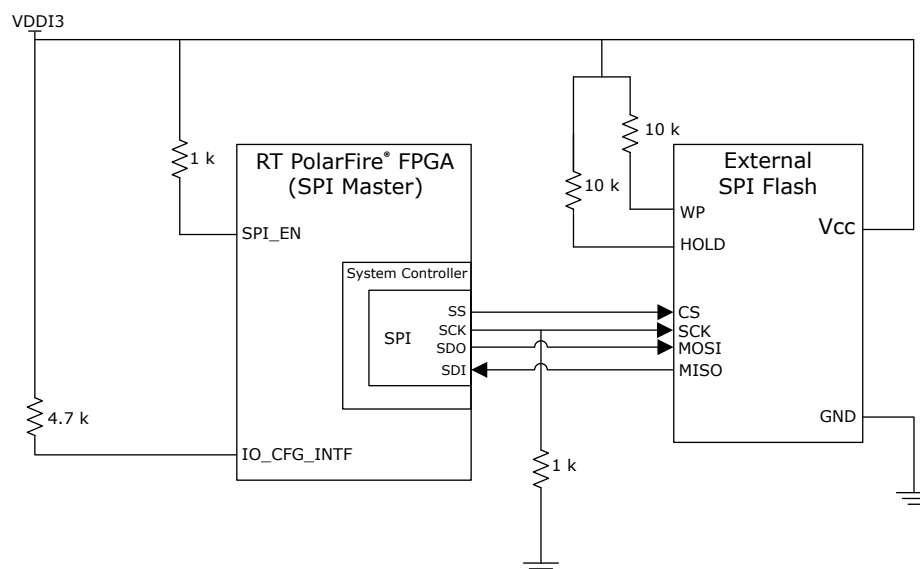 VDDI3
1 k
RT PolarFire® FPGA
(SPI Master)
SPI_EN
System Controller
SPI
SS
SCK
SDO
SDI
IO_CFG_INTF
4.7 k
10 k
10 k
1 k
External
SPI Flash
WP
HOLD
Vcc
CS
SCK
MOSI
MISO
GND